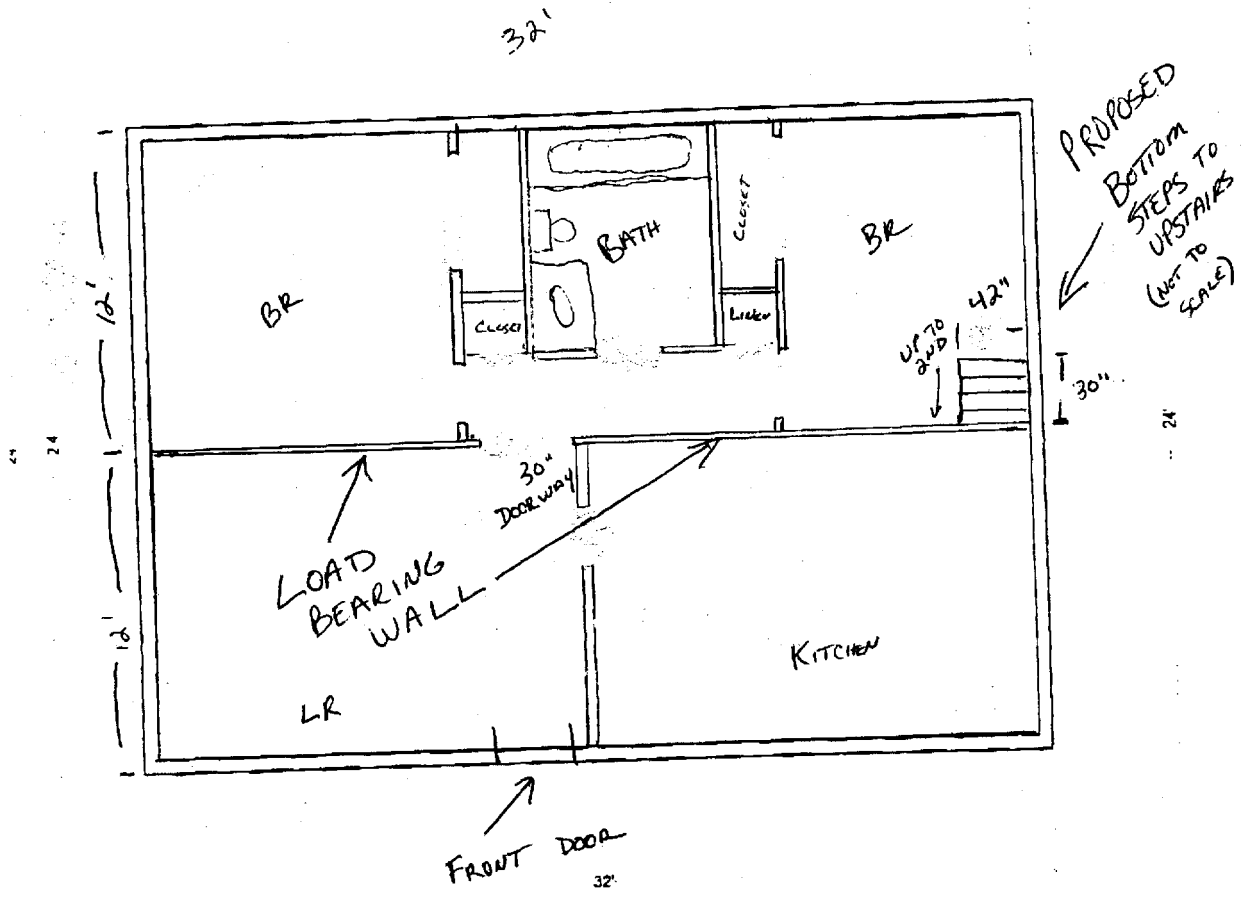 32'
PROPOSED
BOTTOM
STEPS TO
UPSTAIRS
(NOT TO
SCALE)
BR
BATH
CLOSET
BR
12'
CLOSET
LINEN
42"
UP TO
2ND
30"
24
24
24'
30"
DOORWAY
LOAD
BEARING
WALL
12'
LR
KITCHEN
FRONT DOOR
32'